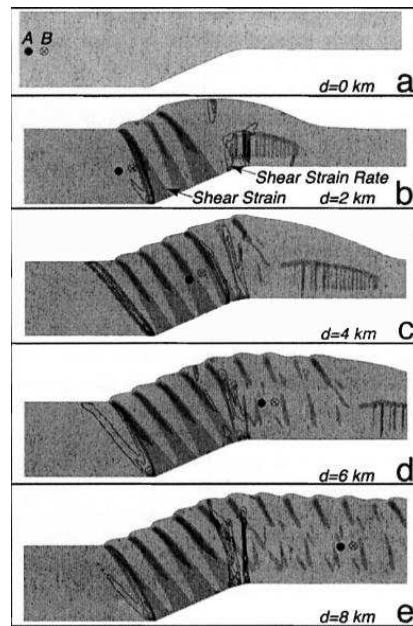 A B
d=0 km
a
Shear Strain Rate
Shear Strain
d=2 km
b
d=4 km
c
d=6 km
d
d=8 km
e